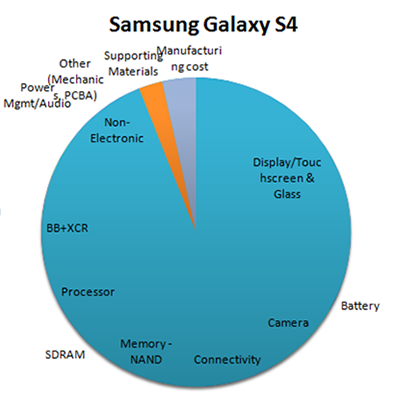 Samsung Galaxy S4
Manufacturi
ng cost
Supporting
Materials
Other
(Mechanic
s, PCBA)
Power
Mgmt/Audio
Non-
Electronic
Display/Touc
hscreen &
Glass
BB+XCR
Processor
Battery
Camera
SDRAM
Memory -
NAND
Connectivity